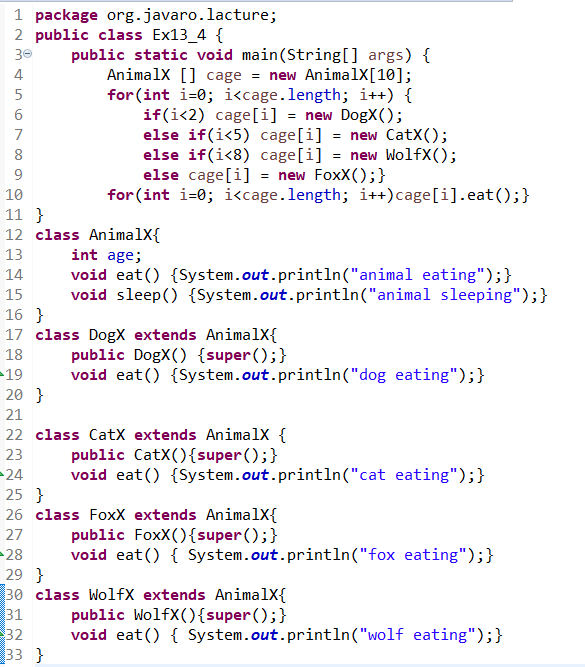 1 package org.javaro.lacture;
2 public class Ex13_4 {
3 public static void main(String[] args) {
4 AnimalX [] cage = new AnimalX[10];
5 for(int i=0; i<cage.length; i++) {
6 if(i<2) cage[i] = new DogX();
7 else if(i<5) cage[i] = new CatX();
8 else if(i<8) cage[i] = new WolfX();
9 else cage[i] = new FoxX();}
10 for(int i=0; i<cage.length; i++)cage[i].eat();}
11 }
12 class AnimalX{
13 int age;
14 void eat() {System.out.println("animal eating");}
15 void sleep() {System.out.println("animal sleeping");}
16 }
17 class DogX extends AnimalX{
18 public DogX() {super();}
19 void eat() {System.out.println("dog eating");}
20 }
21
22 class CatX extends AnimalX {
23 public CatX(){super();}
24 void eat() {System.out.println("cat eating");}
25 }
26 class FoxX extends AnimalX{
27 public FoxX(){super();}
28 void eat() { System.out.println("fox eating");}
29 }
30 class WolfX extends AnimalX{
31 public WolfX(){super();}
32 void eat() { System.out.println("wolf eating");}
33 }